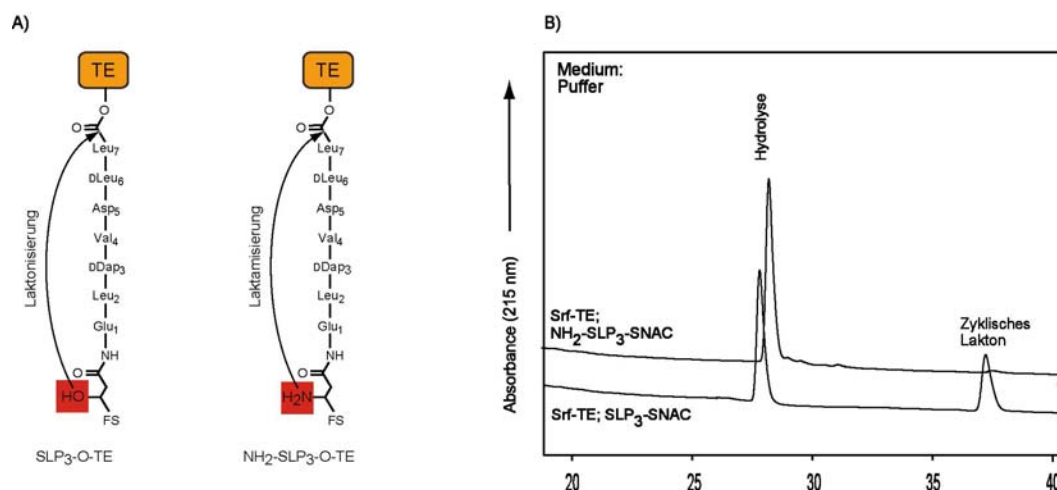 A)
TE
O
O
Leu7
DLeu6
Asp5
Val4
DDap3
Leu2
Glu1
NH
O
HO
FS
Laktonisierung
SLP3-O-TE
TE
O
O
Leu7
DLeu6
Asp5
Val4
DDap3
Leu2
Glu1
NH
O
H2N
FS
Laktamisierung
NH2-SLP3-O-TE
B)
Absorbance (215 nm)
Medium:
Puffer
Hydrolyse
Srf-TE;
NH2-SLP3-SNAC
Zyklisches
Lakton
Srf-TE; SLP3-SNAC
20 25 30 35 40